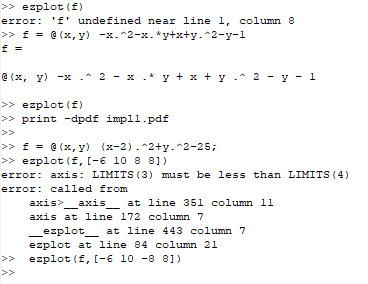 >> ezplot(f)
error: 'f' undefined near line 1, column 8
>> f = @(x,y) -x.^2-x.*y+x+y.^2-y-1
f =
@(x, y) -x .^ 2 - x .* y + x + y .^ 2 - y - 1
>> ezplot(f)
>> print -dpdf impl1.pdf
>>
>> f = @(x,y) (x-2).^2+y.^2-25;
>> ezplot(f,[-6 10 8 8])
error: axis: LIMITS(3) must be less than LIMITS(4)
error: called from
    axis>__axis__ at line 351 column 11
    axis at line 172 column 7
    __ezplot__ at line 443 column 7
    ezplot at line 84 column 21
>> ezplot(f,[-6 10 -8 8])
>>